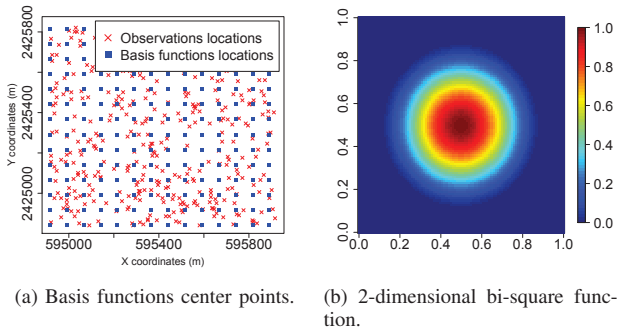 Observations locations
Basis functions locations
Y coordinates (m)
2425800
2425400
2425000
595000 595400 595800
X coordinates (m)
(a) Basis functions center points.
1.0
0.8
0.6
0.4
0.2
0.0
0.0 0.2 0.4 0.6 0.8 1.0
1.0
0.8
0.6
0.4
0.2
0.0
(b) 2-dimensional bi-square func-
tion.